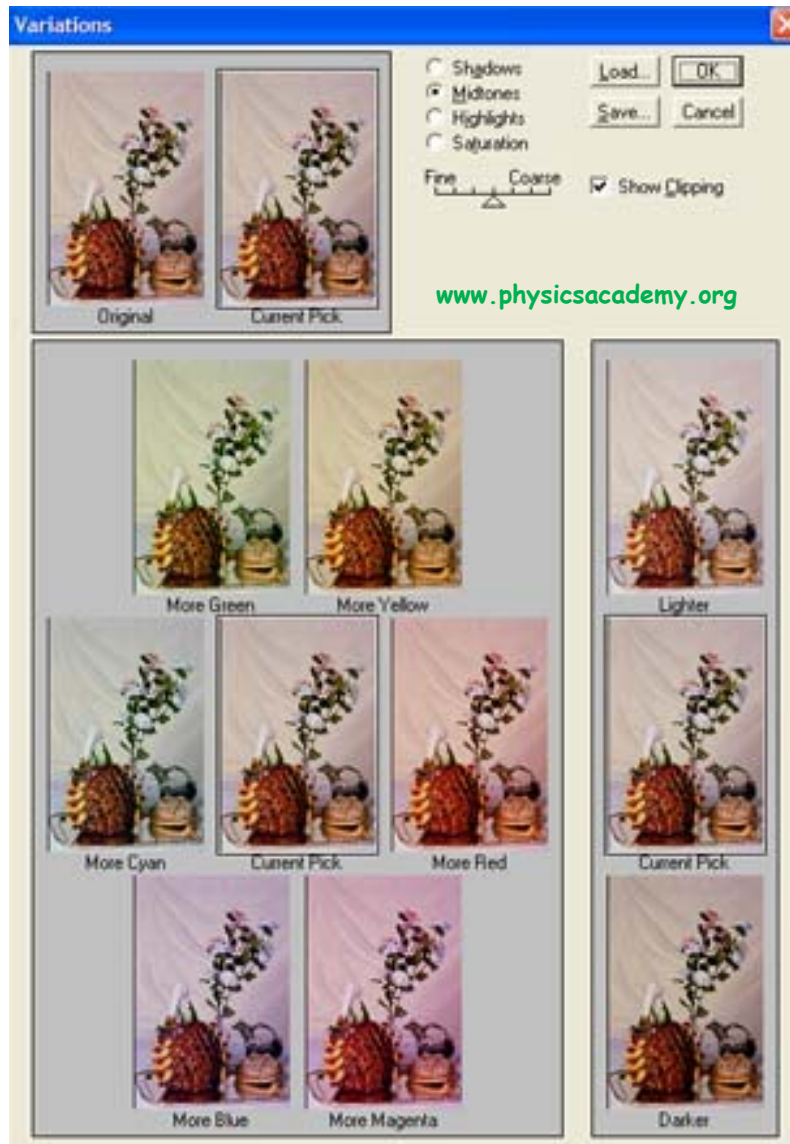 Variations
Shadows
Midtones
Highlights
Saturation
Load...
OK
Save...
Cancel
Fine
Coarse
Show Clipping
www.physicsacademy.org
Original
Current Pick
More Green
More Yellow
Lighter
More Cyan
Current Pick
More Red
Current Pick
More Blue
More Magenta
Darker